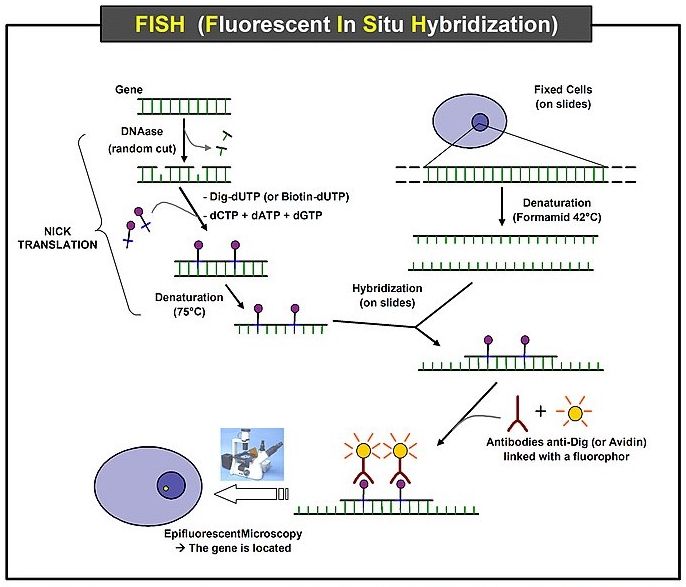 FISH (Fluorescent In Situ Hybridization)
Gene
DNAase
(random cut)
- Dig-dUTP (or Biotin-dUTP)
- dCTP + dATP + dGTP
NICK
TRANSLATION
Denaturation
(75°C)
Fixed Cells
(on slides)
Denaturation
(Formamid 42°C)
Hybridization
(on slides)
+
Antibodies anti-Dig (or Avidin)
linked with a fluorophor
EpifluorescentMicroscopy
→ The gene is located